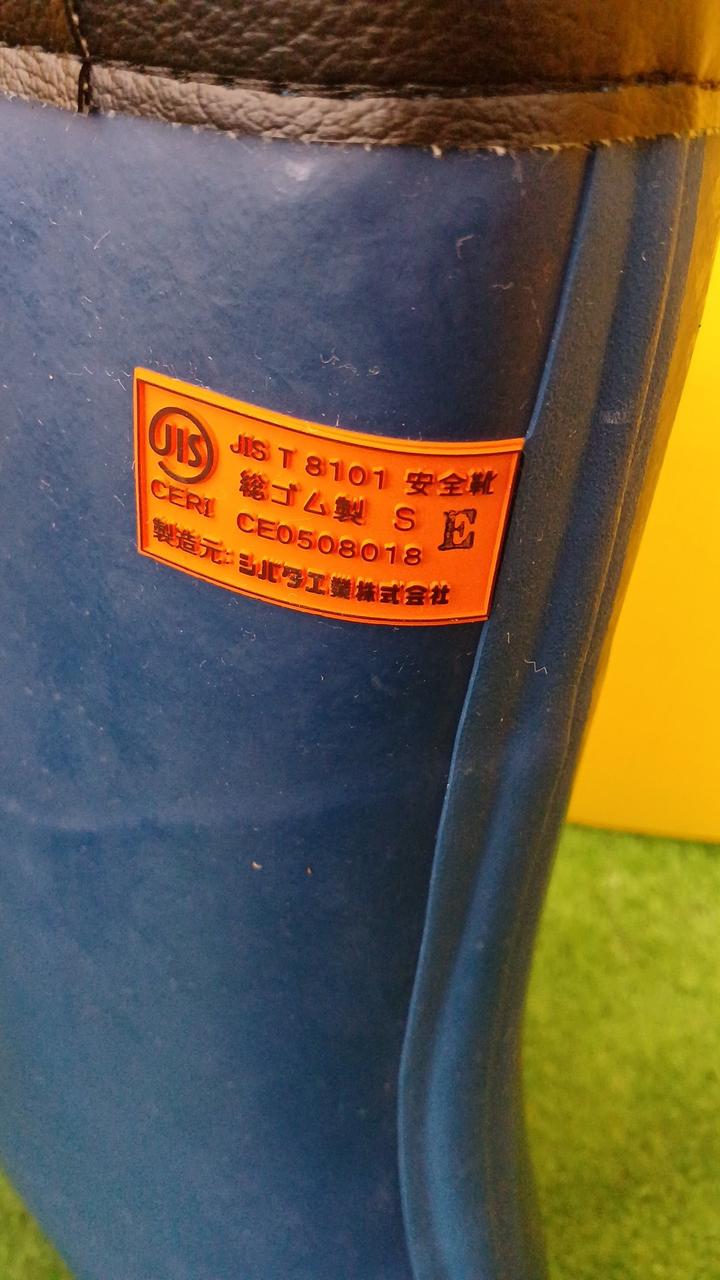 JIS
JIS T 8101 安全靴
総ゴム製 S E
CERI CE0508018
製造元:シバタ工業株式会社